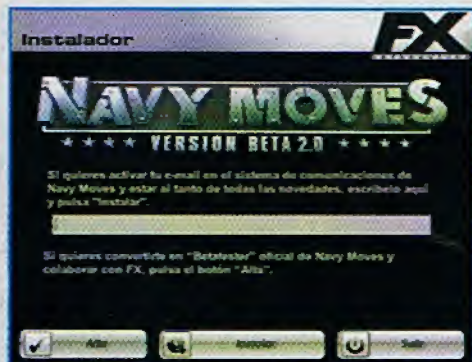 Instalador
FX
INTERACTIVE
NAVY MOVES
VERSION BETA 2.0
Si quieres activar tu e-mail en el sistema de comunicaciones de
Navy Moves y estar al tanto de todas las novedades, escríbelo aquí
y pulsa "Instalar".
Si quieres convertirte en "Betatester" oficial de Navy Moves y
colaborar con FX, pulsa el botón "Alta".
Alta
Instalar
Salir